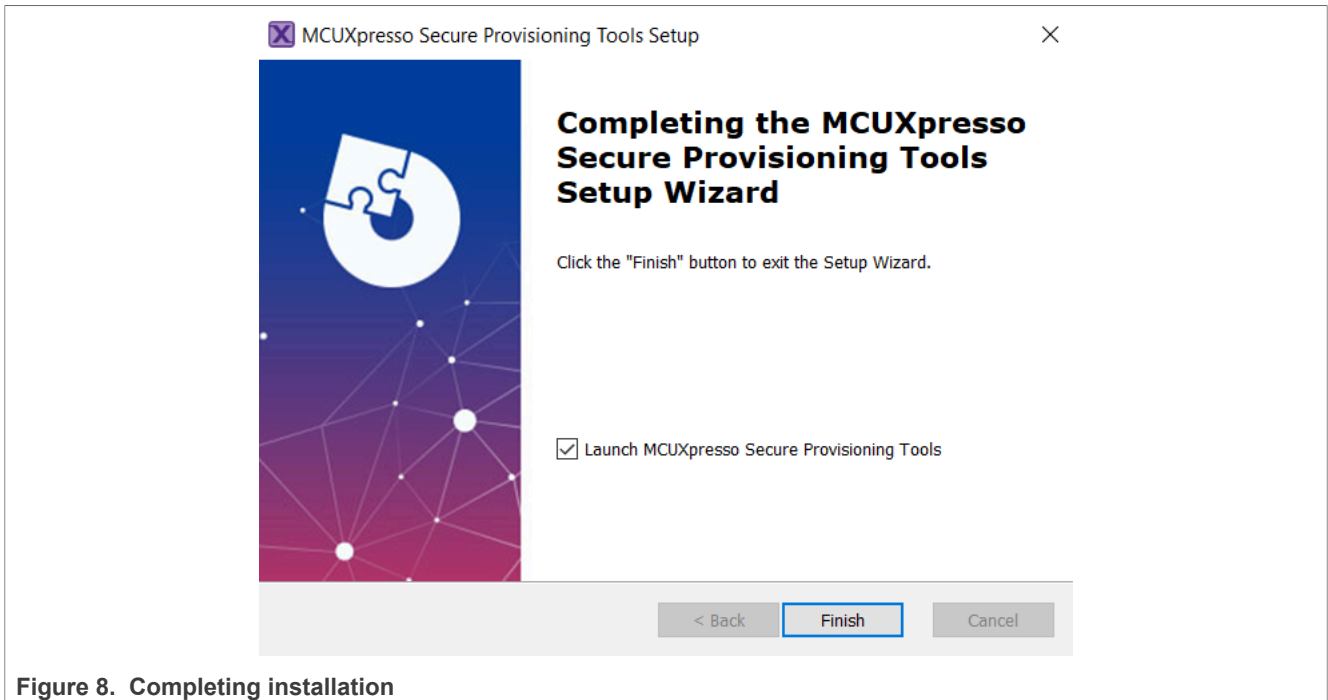 MCUXpresso Secure Provisioning Tools Setup
Completing the MCUXpresso
Secure Provisioning Tools
Setup Wizard
Click the "Finish" button to exit the Setup Wizard.
Launch MCUXpresso Secure Provisioning Tools
< Back
Finish
Cancel
Figure 8. Completing installation